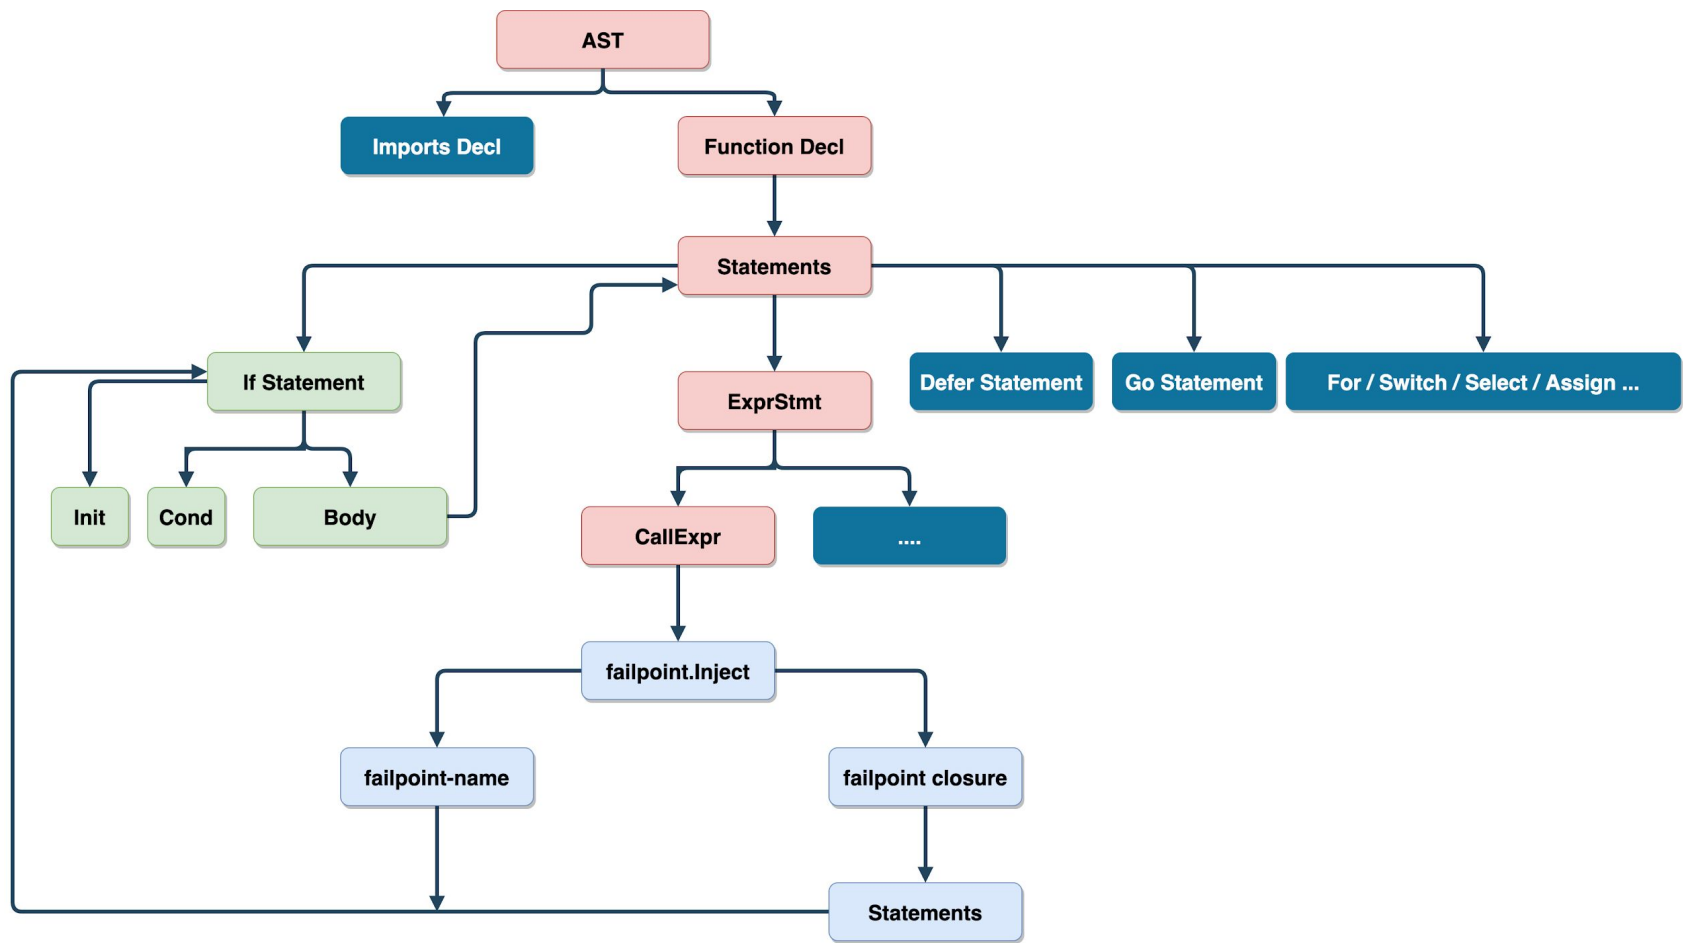 AST
Imports Decl
Function Decl
Statements
If Statement
ExprStmt
Defer Statement
Go Statement
For / Switch / Select / Assign ...
Init
Cond
Body
CallExpr
....
failpoint.Inject
failpoint-name
failpoint closure
Statements